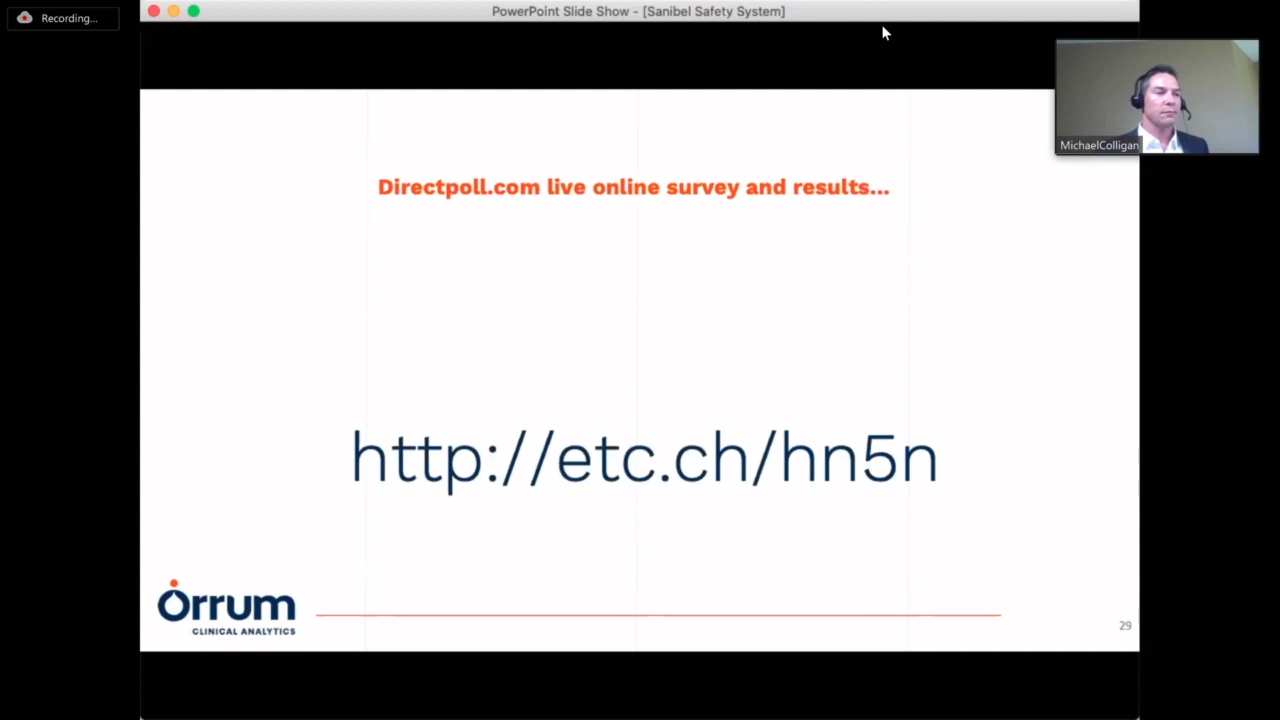 Recording...
PowerPoint Slide Show - [Sanibel Safety System]
MichaelColligan
Directpoll.com live online survey and results...
http://etc.ch/hn5n
Orrum
CLINICAL ANALYTICS
29